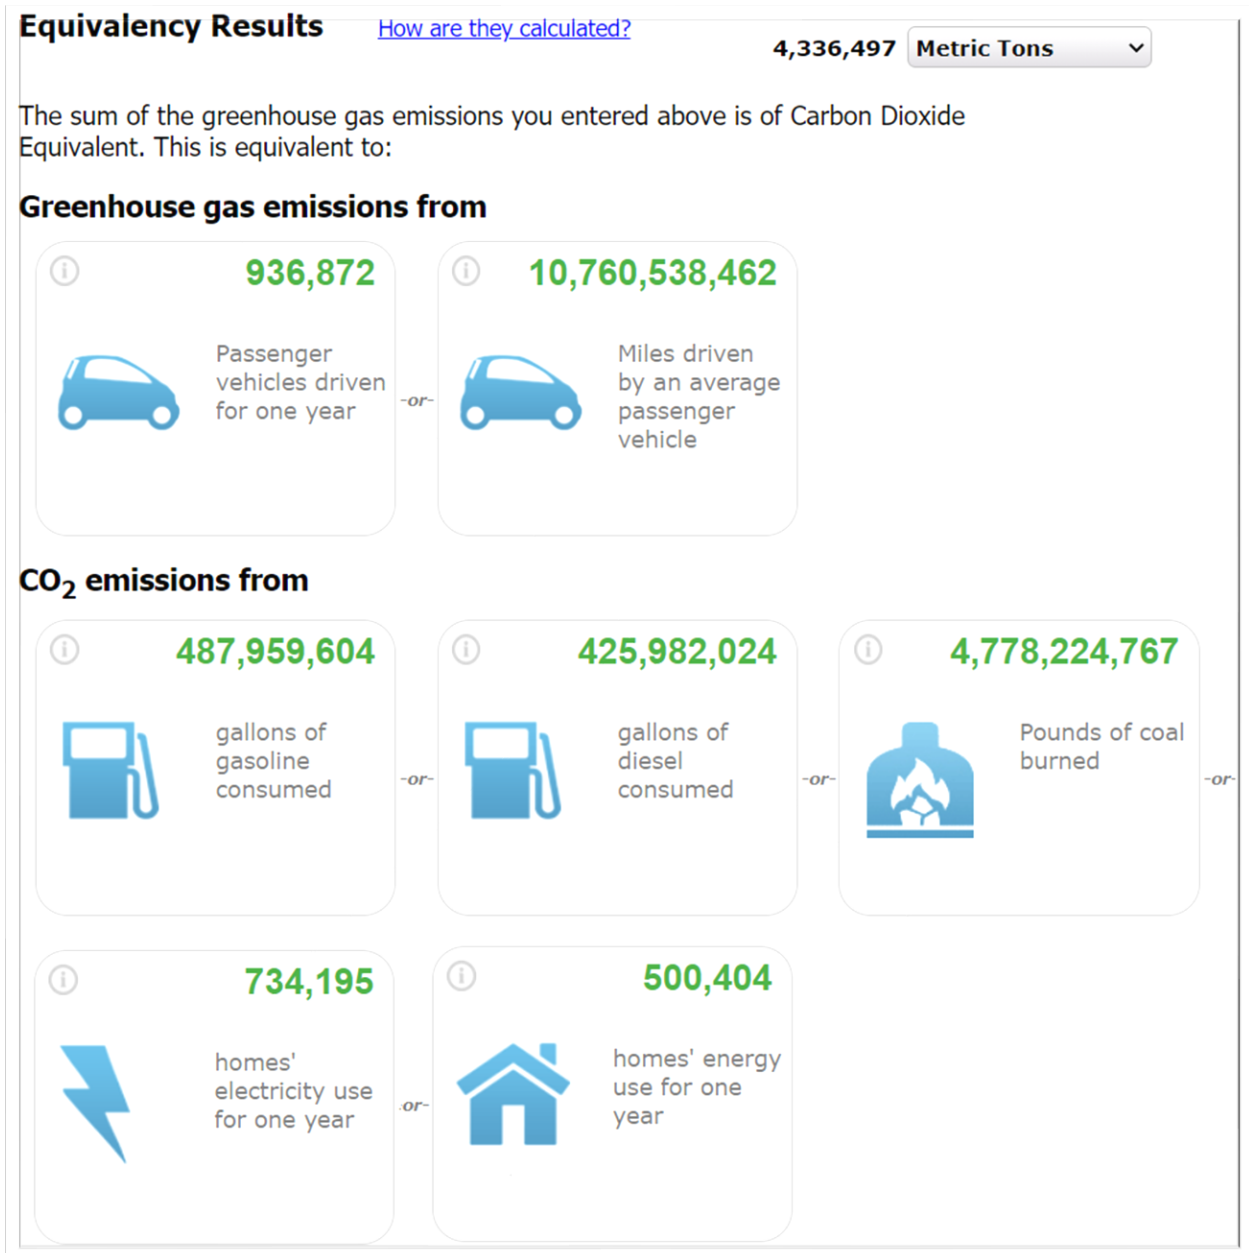 Equivalency Results How are they calculated?
4,336,497 Metric Tons
The sum of the greenhouse gas emissions you entered above is of Carbon Dioxide
Equivalent. This is equivalent to:
Greenhouse gas emissions from
936,872
Passenger
vehicles driven
for one year
-or-
10,760,538,462
Miles driven
by an average
passenger
vehicle
CO2 emissions from
487,959,604
gallons of
gasoline
consumed
-or-
425,982,024
gallons of
diesel
consumed
-or-
4,778,224,767
Pounds of coal
burned
-or-
734,195
homes'
electricity use
for one year
-or-
500,404
homes' energy
use for one
year